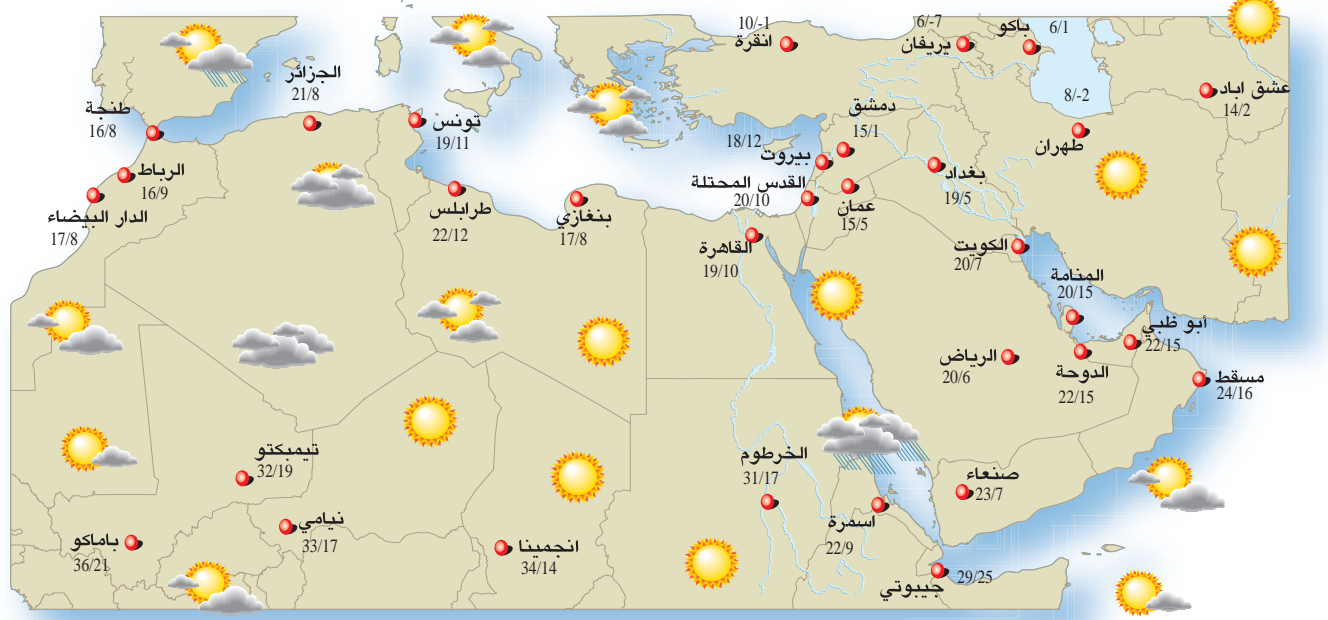 10/-1
انقرة
6/-7
يريفان
باكو
6/1
عشق اباد
14/2
8/-2
طهران
الجزائر
21/8
طنجة
16/8
تونس
19/11
الرباط
16/9
الدار البيضاء
17/8
طرابلس
22/12
بنغازي
17/8
دمشق
15/1
18/12
بيروت
القدس المحتلة
20/10
عمان
15/5
بغداد
19/5
القاهرة
19/10
الكويت
20/7
المنامة
20/15
أبو ظبي
22/15
الرياض
20/6
الدوحة
22/15
مسقط
24/16
تيمبكتو
32/19
الخرطوم
31/17
صنعاء
23/7
نيامي
33/17
باماكو
36/21
انجمينا
34/14
اسمرة
22/9
29/25
جيبوتي